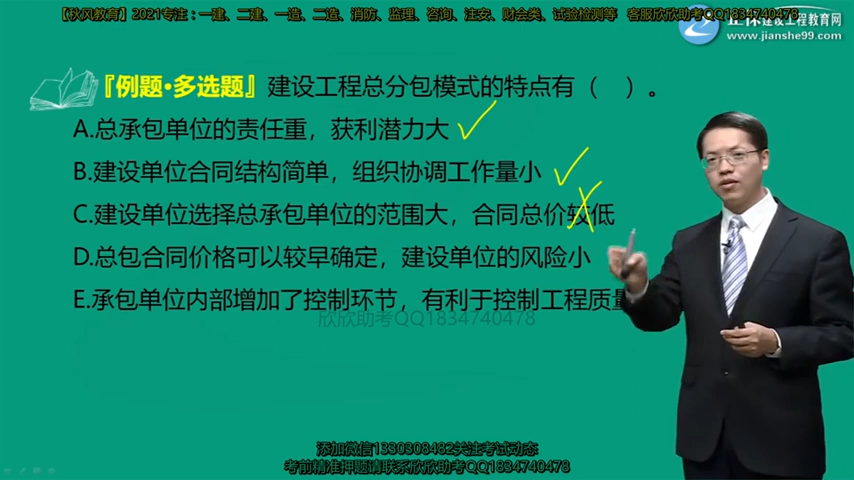 【秋风教育】2021专注：一建、二建、一造、二造、消防、监理、咨询、注安、财会类、试验检测等 客服欣欣助考QQ1834740478
建设工程教育网
www.jianshe99.com
『例题·多选题』建设工程总分包模式的特点有（ ）。
A.总承包单位的责任重，获利潜力大
B.建设单位合同结构简单，组织协调工作量小
C.建设单位选择总承包单位的范围大，合同总价较低
D.总包合同价格可以较早确定，建设单位的风险小
E.承包单位内部增加了控制环节，有利于控制工程质量
欣欣助考QQ1834740478
添加微信1330308482关注考试动态
考前精准押题请联系欣欣助考QQ1834740478